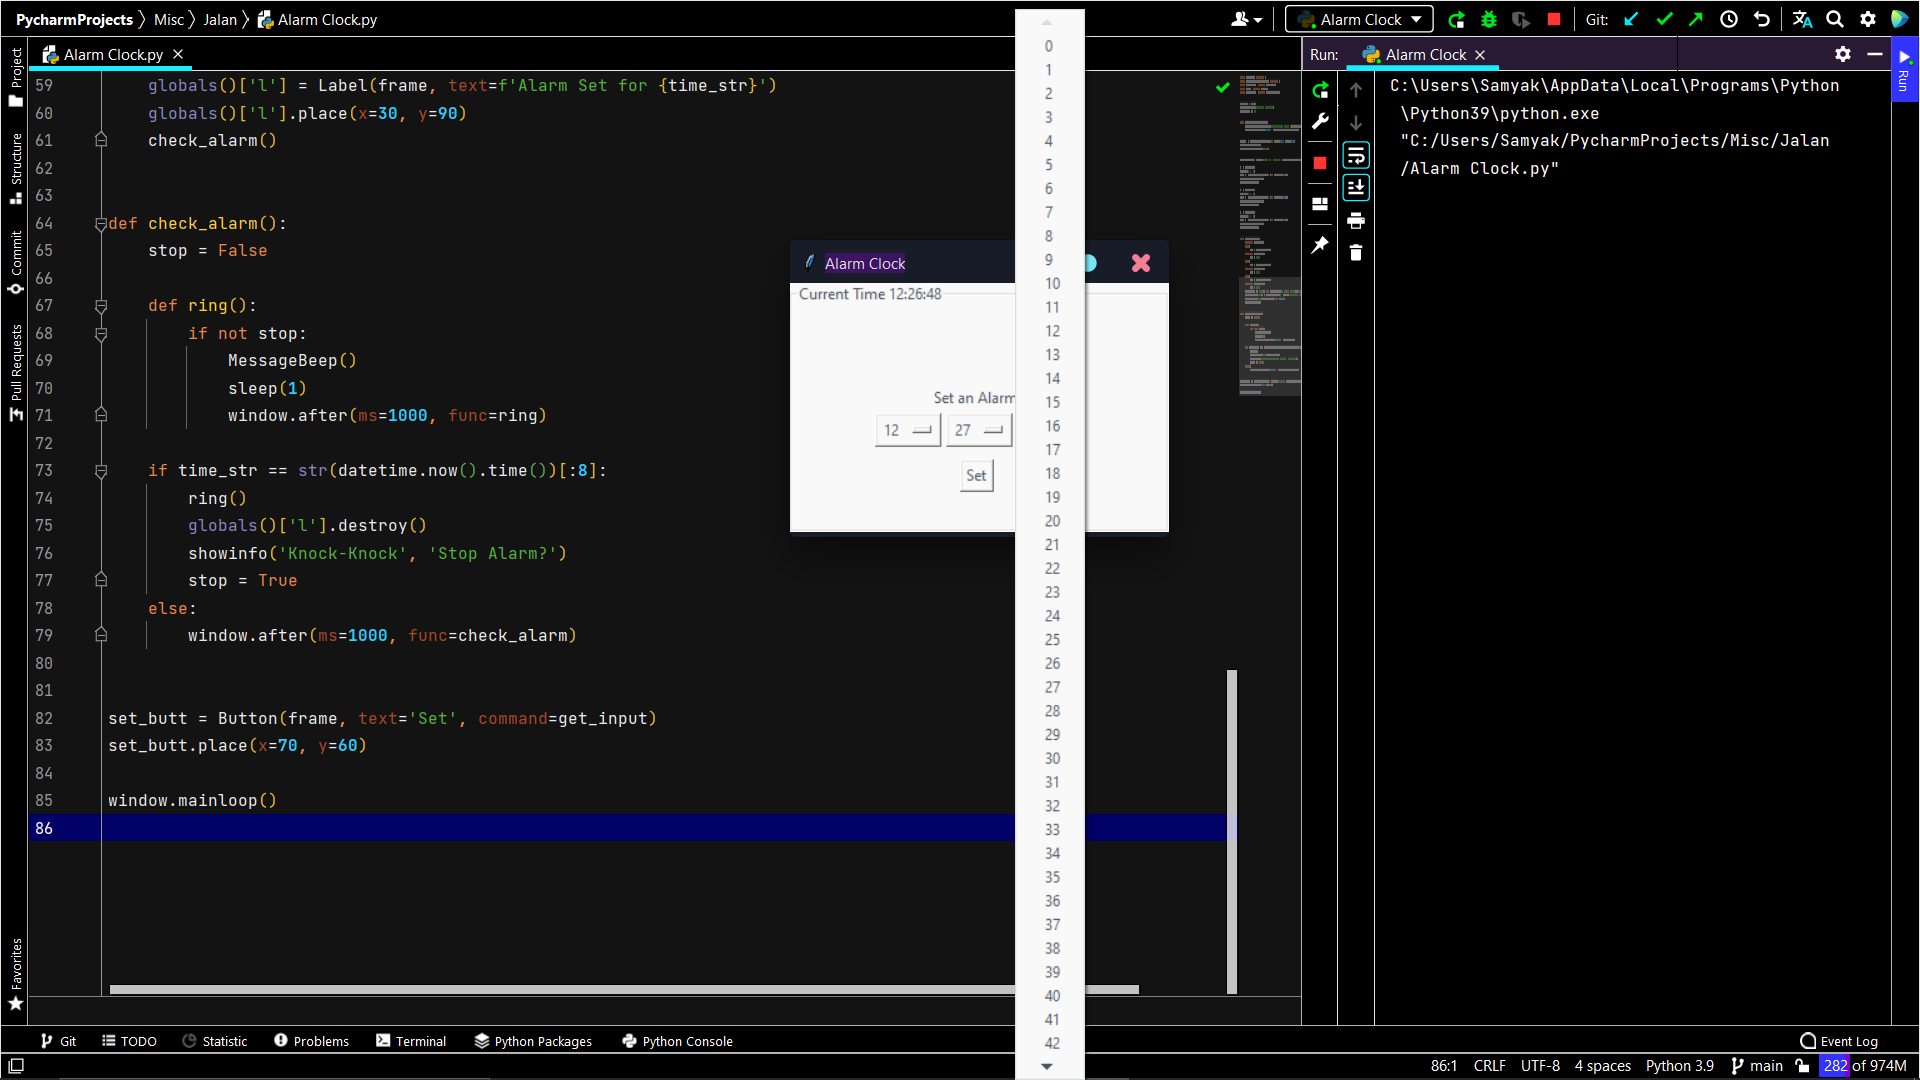 PycharmProjects Misc Jalan Alarm Clock.py
Alarm Clock
Git:
Alarm Clock.py
Run: Alarm Clock
Project
Structure
Commit
Pull Requests
Favorites
Run
59 globals()['l'] = Label(frame, text=f'Alarm Set for {time_str}')
60 globals()['l'].place(x=30, y=90)
61 check_alarm()
62
63
64 def check_alarm():
65 stop = False
66
67 def ring():
68 if not stop:
69 MessageBeep()
70 sleep(1)
71 window.after(ms=1000, func=ring)
72
73 if time_str == str(datetime.now().time())[:8]:
74 ring()
75 globals()['l'].destroy()
76 showinfo('Knock-Knock', 'Stop Alarm?')
77 stop = True
78 else:
79 window.after(ms=1000, func=check_alarm)
80
81
82 set_butt = Button(frame, text='Set', command=get_input)
83 set_butt.place(x=70, y=60)
84
85 window.mainloop()
86
Alarm Clock
Current Time 12:26:48
Set an Alarm
12 27
Set
0
1
2
3
4
5
6
7
8
9
10
11
12
13
14
15
16
17
18
19
20
21
22
23
24
25
26
27
28
29
30
31
32
33
34
35
36
37
38
39
40
41
42
C:\Users\Samyak\AppData\Local\Programs\Python
\Python39\python.exe
"C:/Users/Samyak/PycharmProjects/Misc/Jalan
/Alarm Clock.py"
Git TODO Statistic Problems Terminal Python Packages Python Console Event Log
86:1 CRLF UTF-8 4 spaces Python 3.9 main 282 of 974M